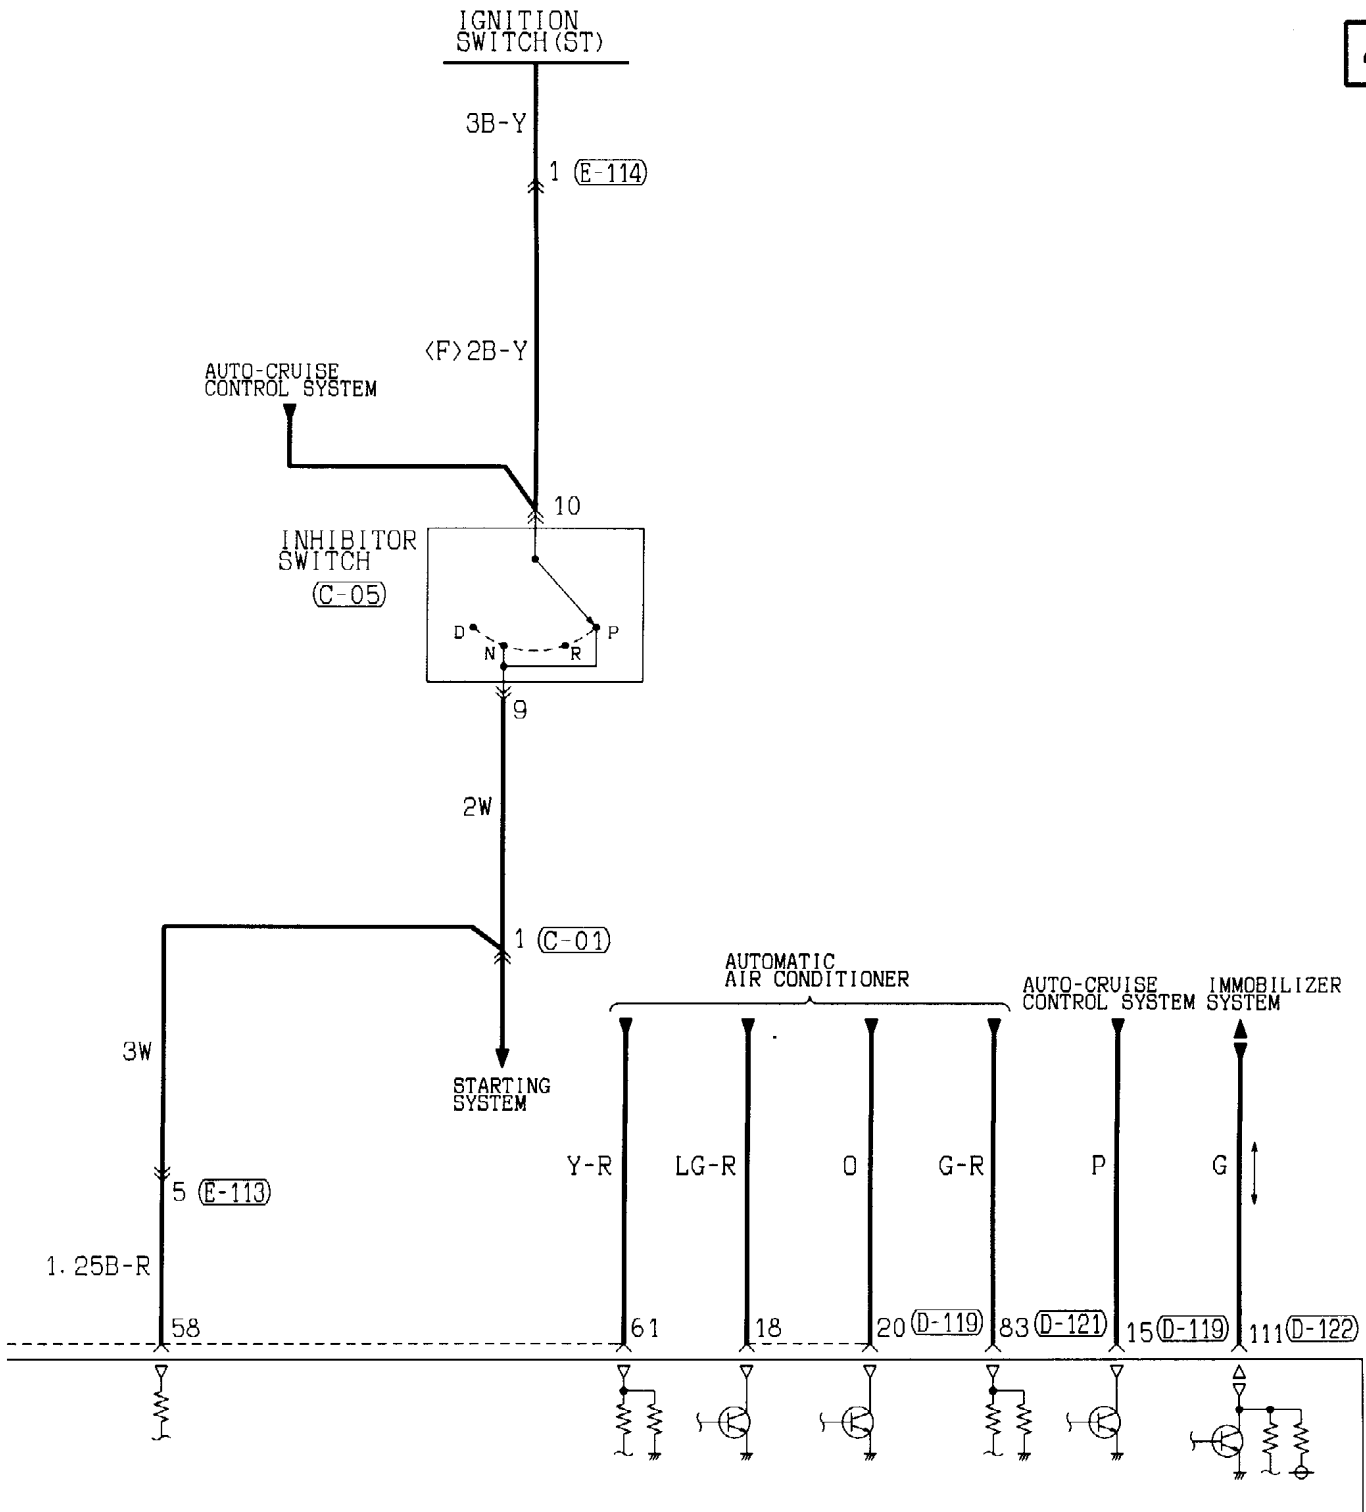 IGNITION
SWITCH(ST)
3B-Y
1 (E-114)
<F>2B-Y
AUTO-CRUISE
CONTROL SYSTEM
10
INHIBITOR
SWITCH
(C-05)
D
P
N
R
9
2W
1 (C-01)
AUTOMATIC
AIR CONDITIONER
AUTO-CRUISE
CONTROL SYSTEM
IMMOBILIZER
SYSTEM
3W
STARTING
SYSTEM
Y-R
LG-R
O
G-R
P
G
5 (E-113)
1.25B-R
58
61
18
20 (D-119)
83 (D-121)
15 (D-119)
111 (D-122)